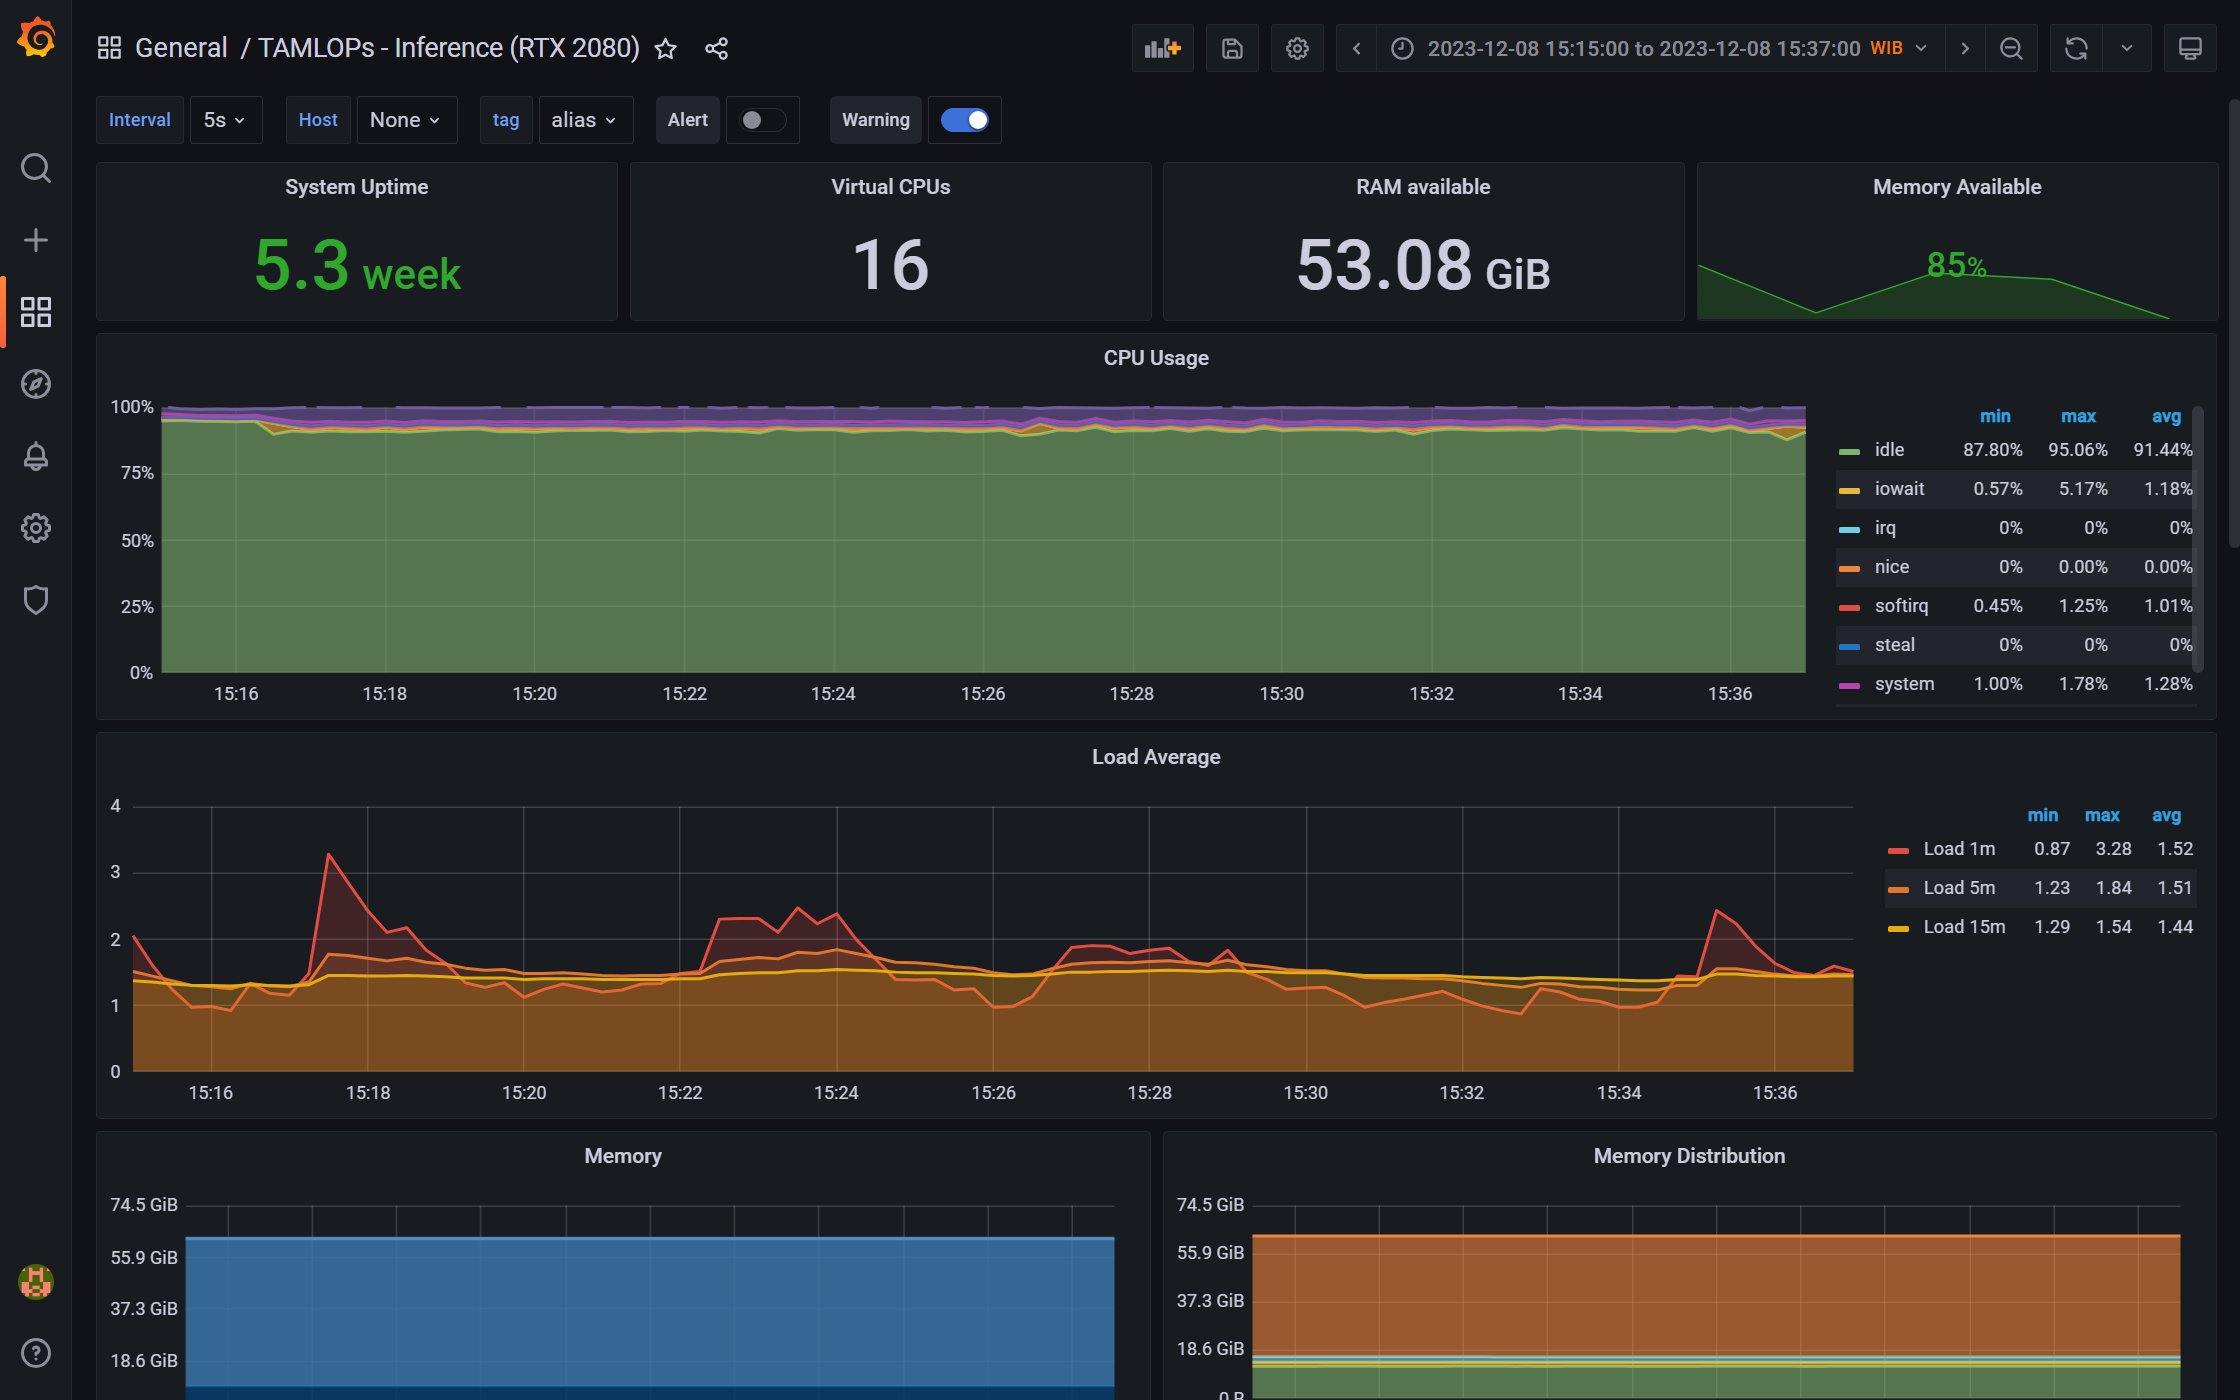 General / TAMLOPs - Inference (RTX 2080)
2023-12-08 15:15:00 to 2023-12-08 15:37:00 WIB
Interval 5s Host None tag alias Alert Warning
System Uptime
5.3 week
Virtual CPUs
16
RAM available
53.08 GiB
Memory Available
85%
CPU Usage
100%
75%
50%
25%
0%
15:16 15:18 15:20 15:22 15:24 15:26 15:28 15:30 15:32 15:34 15:36
min max avg
idle 87.80% 95.06% 91.44%
iowait 0.57% 5.17% 1.18%
irq 0% 0% 0%
nice 0% 0.00% 0.00%
softirq 0.45% 1.25% 1.01%
steal 0% 0% 0%
system 1.00% 1.78% 1.28%
Load Average
4
3
2
1
0
15:16 15:18 15:20 15:22 15:24 15:26 15:28 15:30 15:32 15:34 15:36
min max avg
Load 1m 0.87 3.28 1.52
Load 5m 1.23 1.84 1.51
Load 15m 1.29 1.54 1.44
Memory
74.5 GiB
55.9 GiB
37.3 GiB
18.6 GiB
Memory Distribution
74.5 GiB
55.9 GiB
37.3 GiB
18.6 GiB
0 B